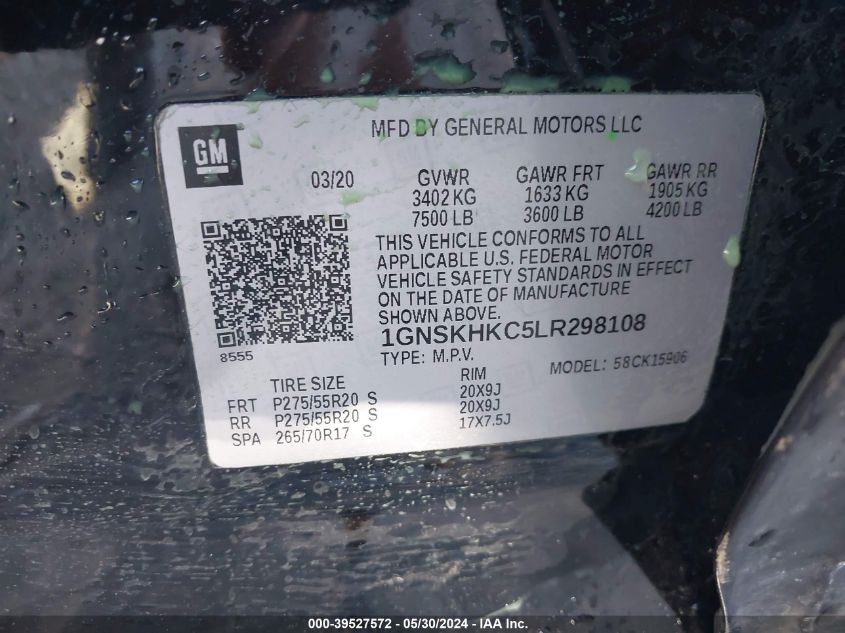 GM
MFD BY GENERAL MOTORS LLC
03/20
GVWR GAWR FRT GAWR RR
3402 KG 1633 KG 1905 KG
7500 LB 3600 LB 4200 LB
THIS VEHICLE CONFORMS TO ALL
APPLICABLE U.S. FEDERAL MOTOR
VEHICLE SAFETY STANDARDS IN EFFECT
ON THE DATE OF MANUFACTURE
SHOWN ABOVE.
1GNSKHKC5LR298108
8555
TYPE: M.P.V. MODEL: 58CK15906
TIRE SIZE RIM
FRT P275/55R20 S 20X9J
RR P275/55R20 S 20X9J
SPA 265/70R17 S 17X7.5J
000-39527572 - 05/30/2024 - IAA Inc.